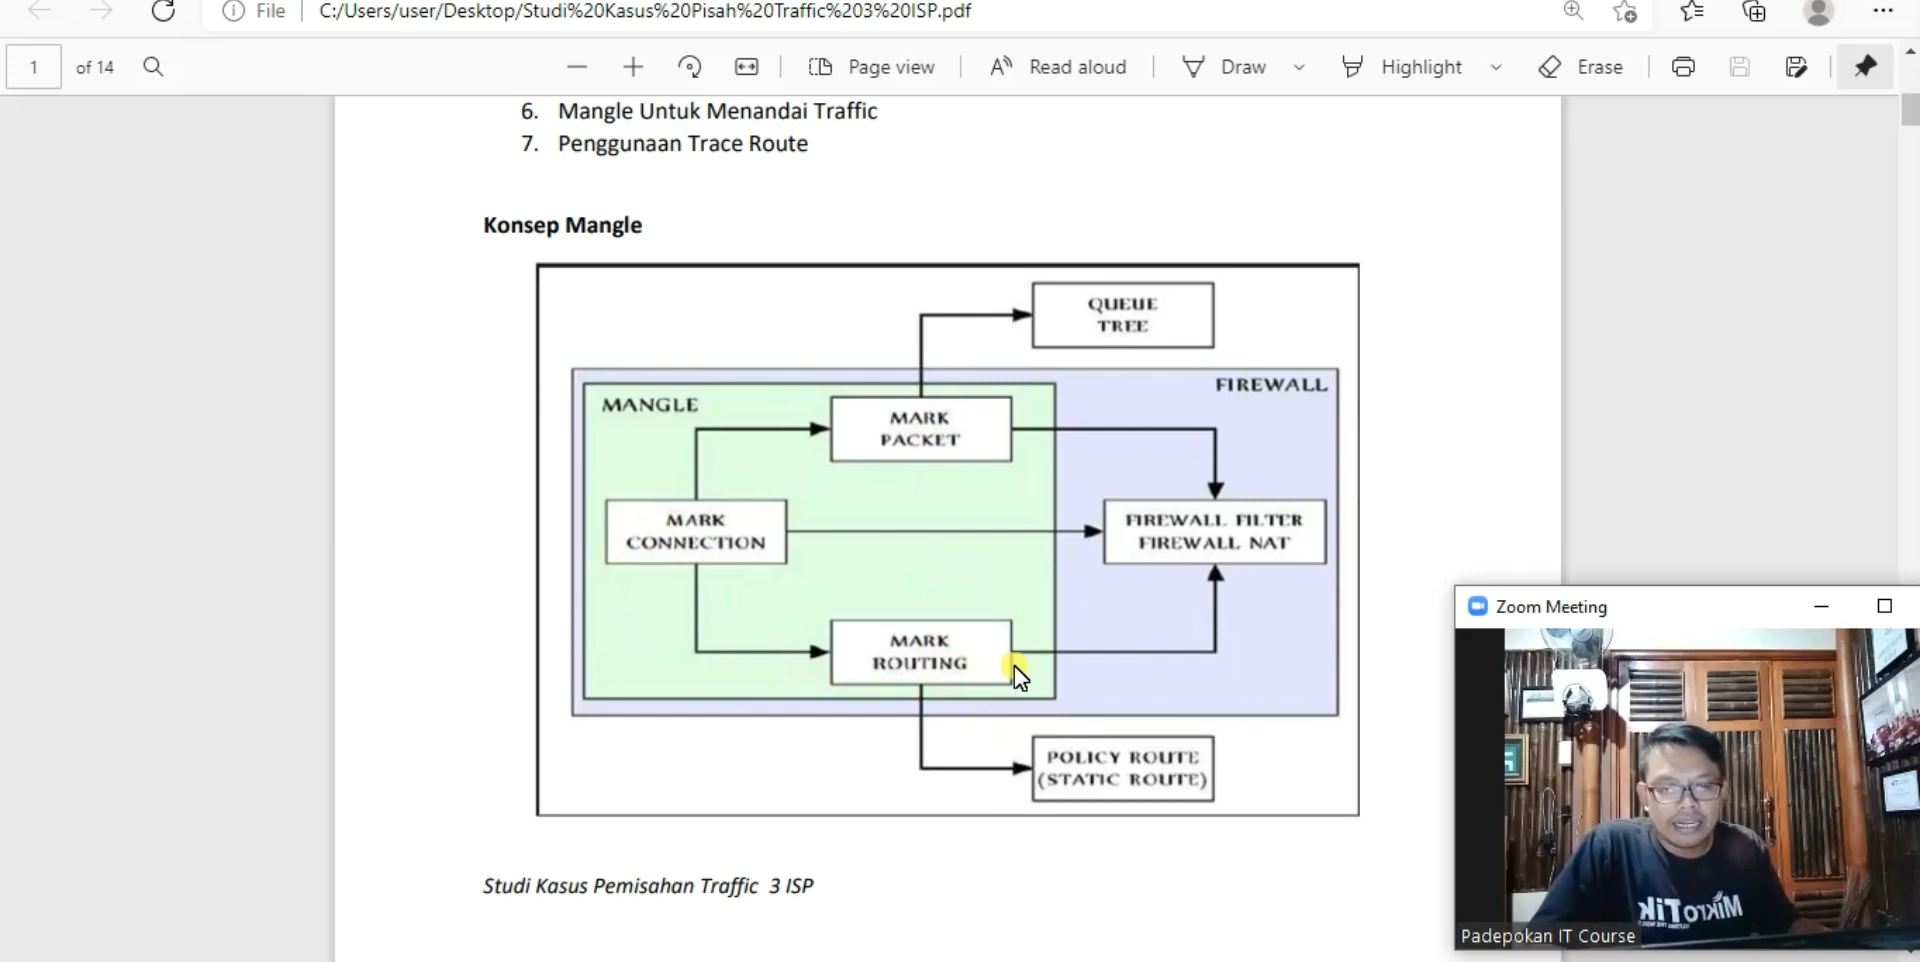 File
C:/Users/user/Desktop/Studi%20Kasus%20Pisah%20Traffic%203%20ISP.pdf
1
of 14
Page view
Read aloud
Draw
Highlight
Erase
6. Mangle Untuk Menandai Traffic
7. Penggunaan Trace Route
Konsep Mangle
QUEUE
TREE
FIREWALL
MANGLE
MARK
PACKET
MARK
CONNECTION
FIREWALL FILTER
FIREWALL NAT
MARK
ROUTING
POLICY ROUTE
(STATIC ROUTE)
Studi Kasus Pemisahan Traffic 3 ISP
Zoom Meeting
MikroTik
Padepokan IT Course